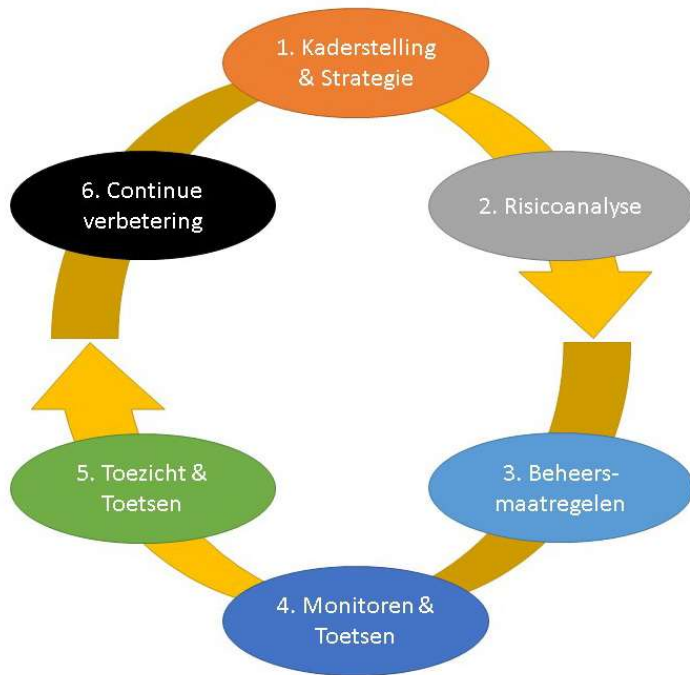 1. Kaderstelling
& Strategie
2. Risicoanalyse
3. Beheers-
maatregelen
4. Monitoren &
Toetsen
5. Toezicht &
Toetsen
6. Continue
verbetering